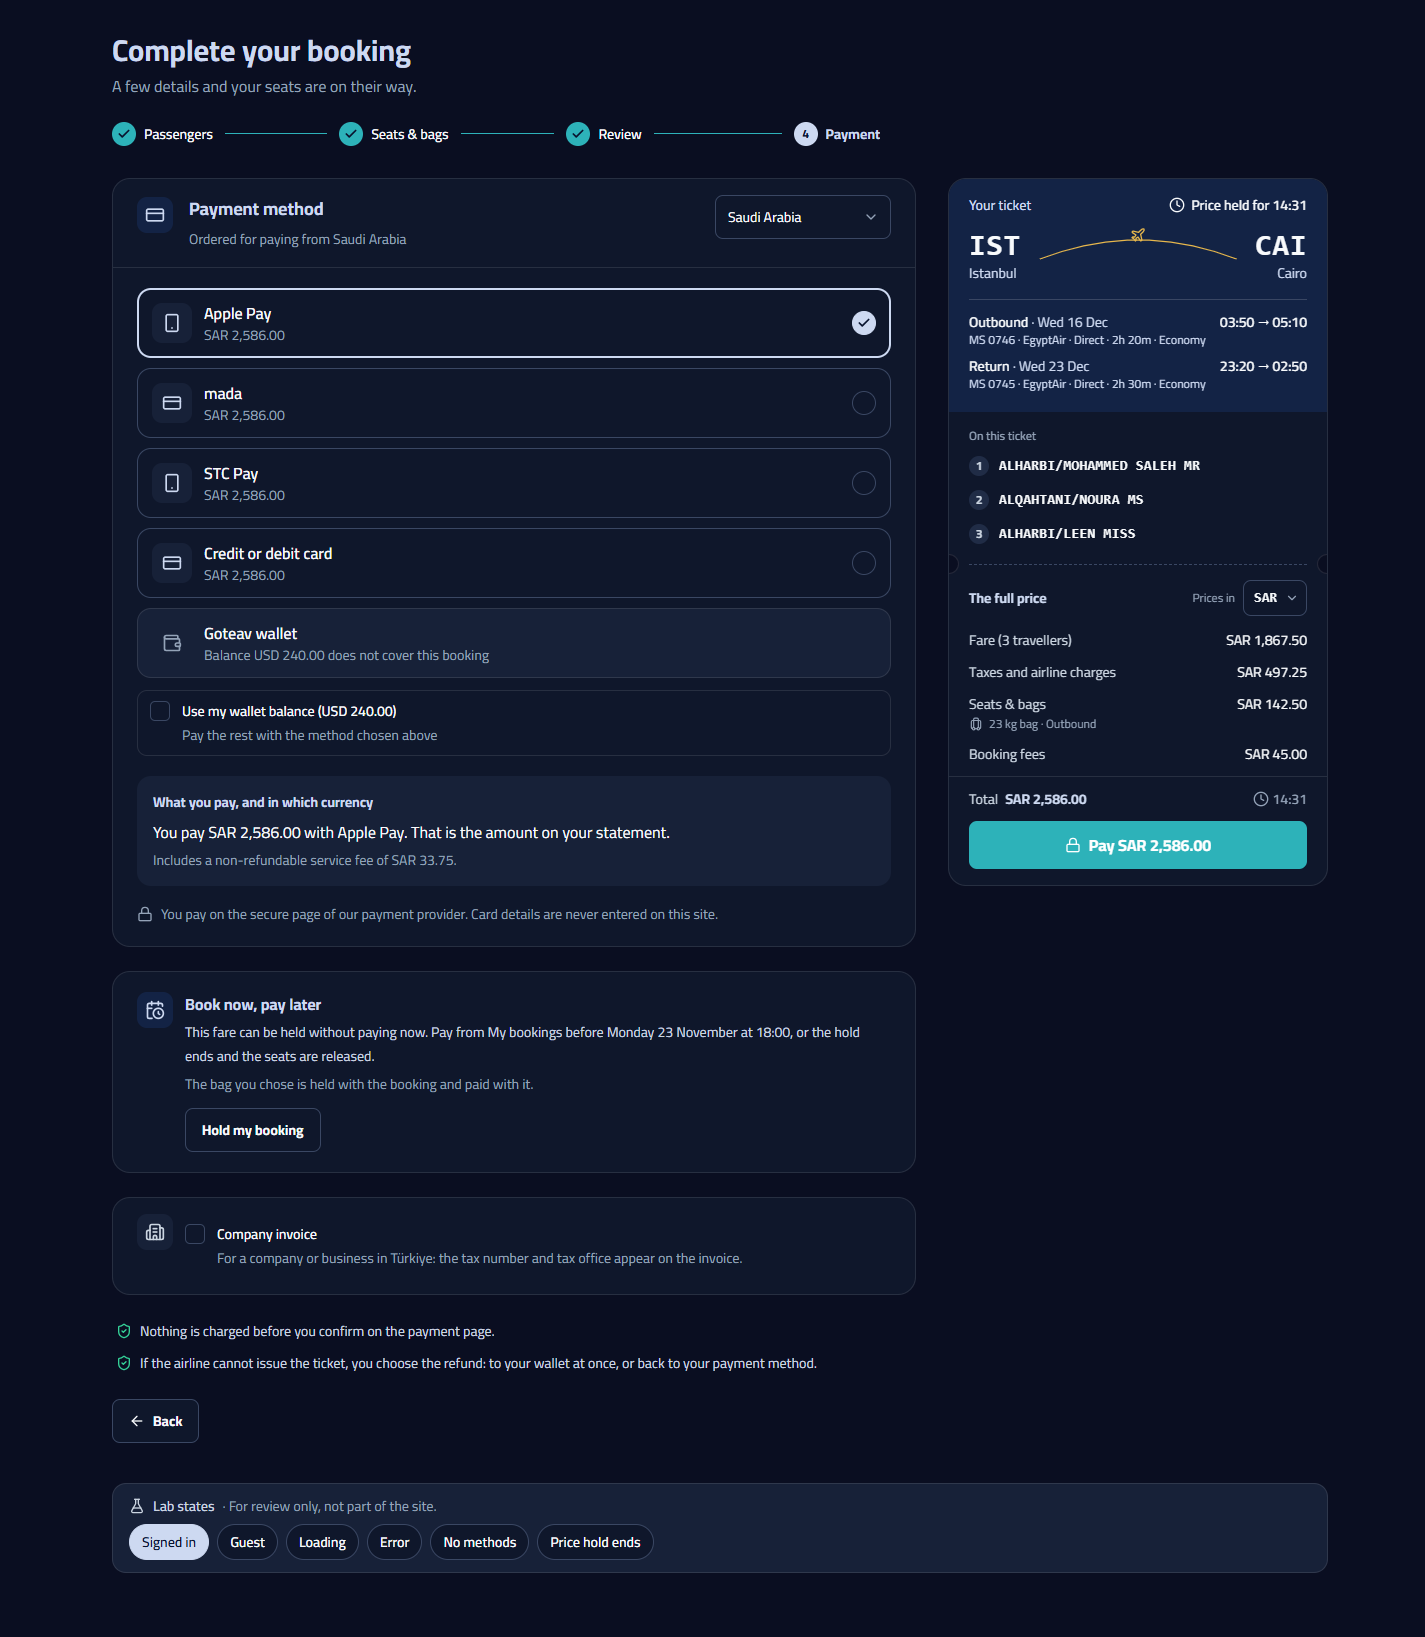 Complete your booking
A few details and your seats are on their way.
Passengers
Seats & bags
Review
4 Payment
Payment method
Ordered for paying from Saudi Arabia
Saudi Arabia
Apple Pay
SAR 2,586.00
mada
SAR 2,586.00
STC Pay
SAR 2,586.00
Credit or debit card
SAR 2,586.00
Goteav wallet
Balance USD 240.00 does not cover this booking
Use my wallet balance (USD 240.00)
Pay the rest with the method chosen above
What you pay, and in which currency
You pay SAR 2,586.00 with Apple Pay. That is the amount on your statement.
Includes a non-refundable service fee of SAR 33.75.
You pay on the secure page of our payment provider. Card details are never entered on this site.
Book now, pay later
This fare can be held without paying now. Pay from My bookings before Monday 23 November at 18:00, or the hold
ends and the seats are released.
The bag you chose is held with the booking and paid with it.
Hold my booking
Company invoice
For a company or business in Türkiye: the tax number and tax office appear on the invoice.
Nothing is charged before you confirm on the payment page.
If the airline cannot issue the ticket, you choose the refund: to your wallet at once, or back to your payment method.
Back
Your ticket
Price held for 14:31
IST
CAI
Istanbul
Cairo
Outbound · Wed 16 Dec
03:50 → 05:10
MS 0746 · EgyptAir · Direct · 2h 20m · Economy
Return · Wed 23 Dec
23:20 → 02:50
MS 0745 · EgyptAir · Direct · 2h 30m · Economy
On this ticket
1 ALHARBI/MOHAMMED SALEH MR
2 ALQAHTANI/NOURA MS
3 ALHARBI/LEEN MISS
The full price
Prices in SAR
Fare (3 travellers) SAR 1,867.50
Taxes and airline charges SAR 497.25
Seats & bags SAR 142.50
23 kg bag · Outbound
Booking fees SAR 45.00
Total SAR 2,586.00
14:31
Pay SAR 2,586.00
Lab states · For review only, not part of the site.
Signed in
Guest
Loading
Error
No methods
Price hold ends